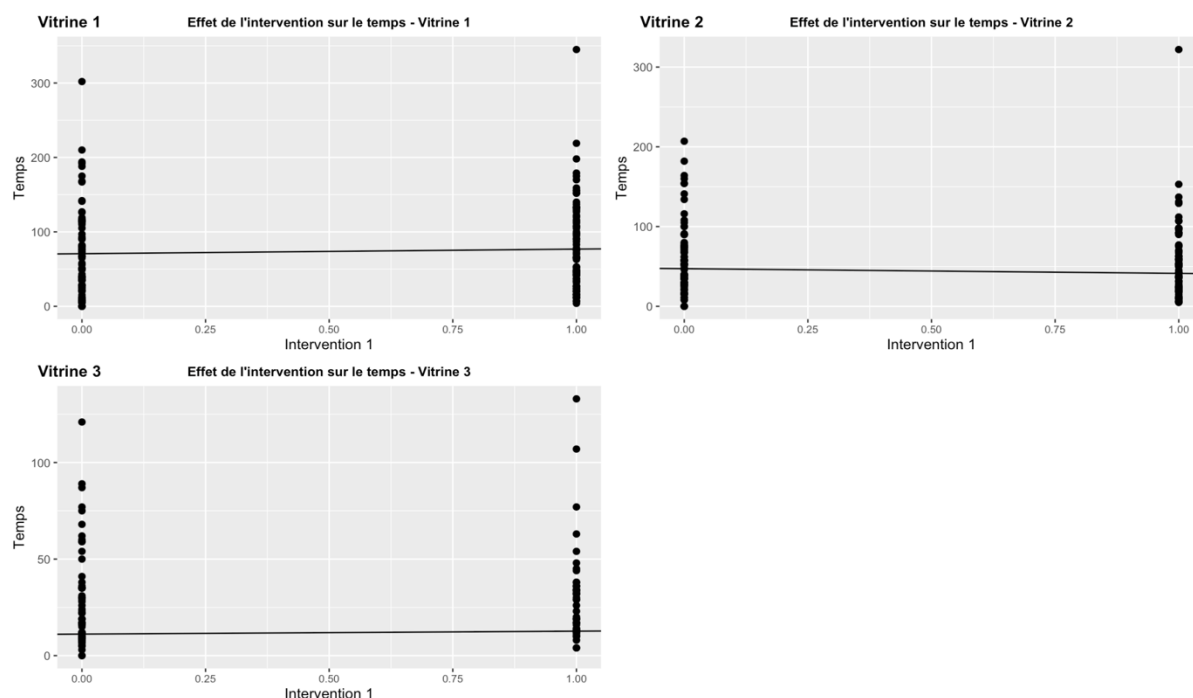 Vitrine 1
Effet de l'intervention sur le temps - Vitrine 1
Temps
300
200
100
0
0.00 0.25 0.50 0.75 1.00
Intervention 1
Vitrine 2
Effet de l'intervention sur le temps - Vitrine 2
Temps
300
200
100
0
0.00 0.25 0.50 0.75 1.00
Intervention 1
Vitrine 3
Effet de l'intervention sur le temps - Vitrine 3
Temps
100
50
0
0.00 0.25 0.50 0.75 1.00
Intervention 1